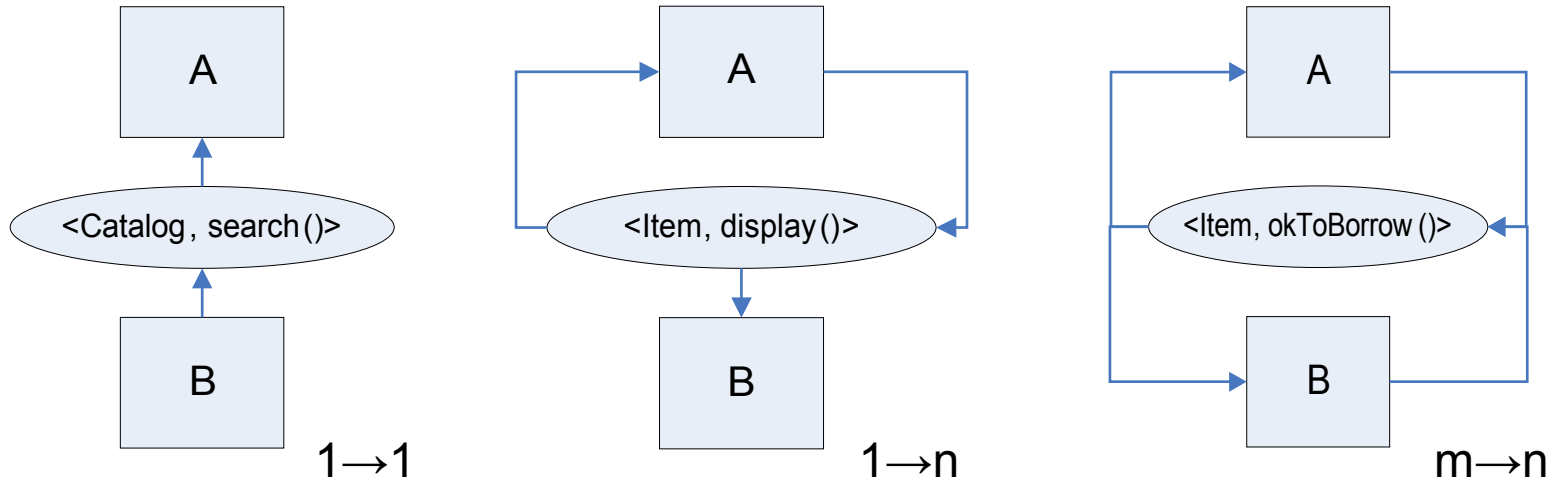 A
<Catalog, search()>
B
1→1
A
<Item, display()>
B
1→n
A
<Item, okToBorrow()>
B
m→n